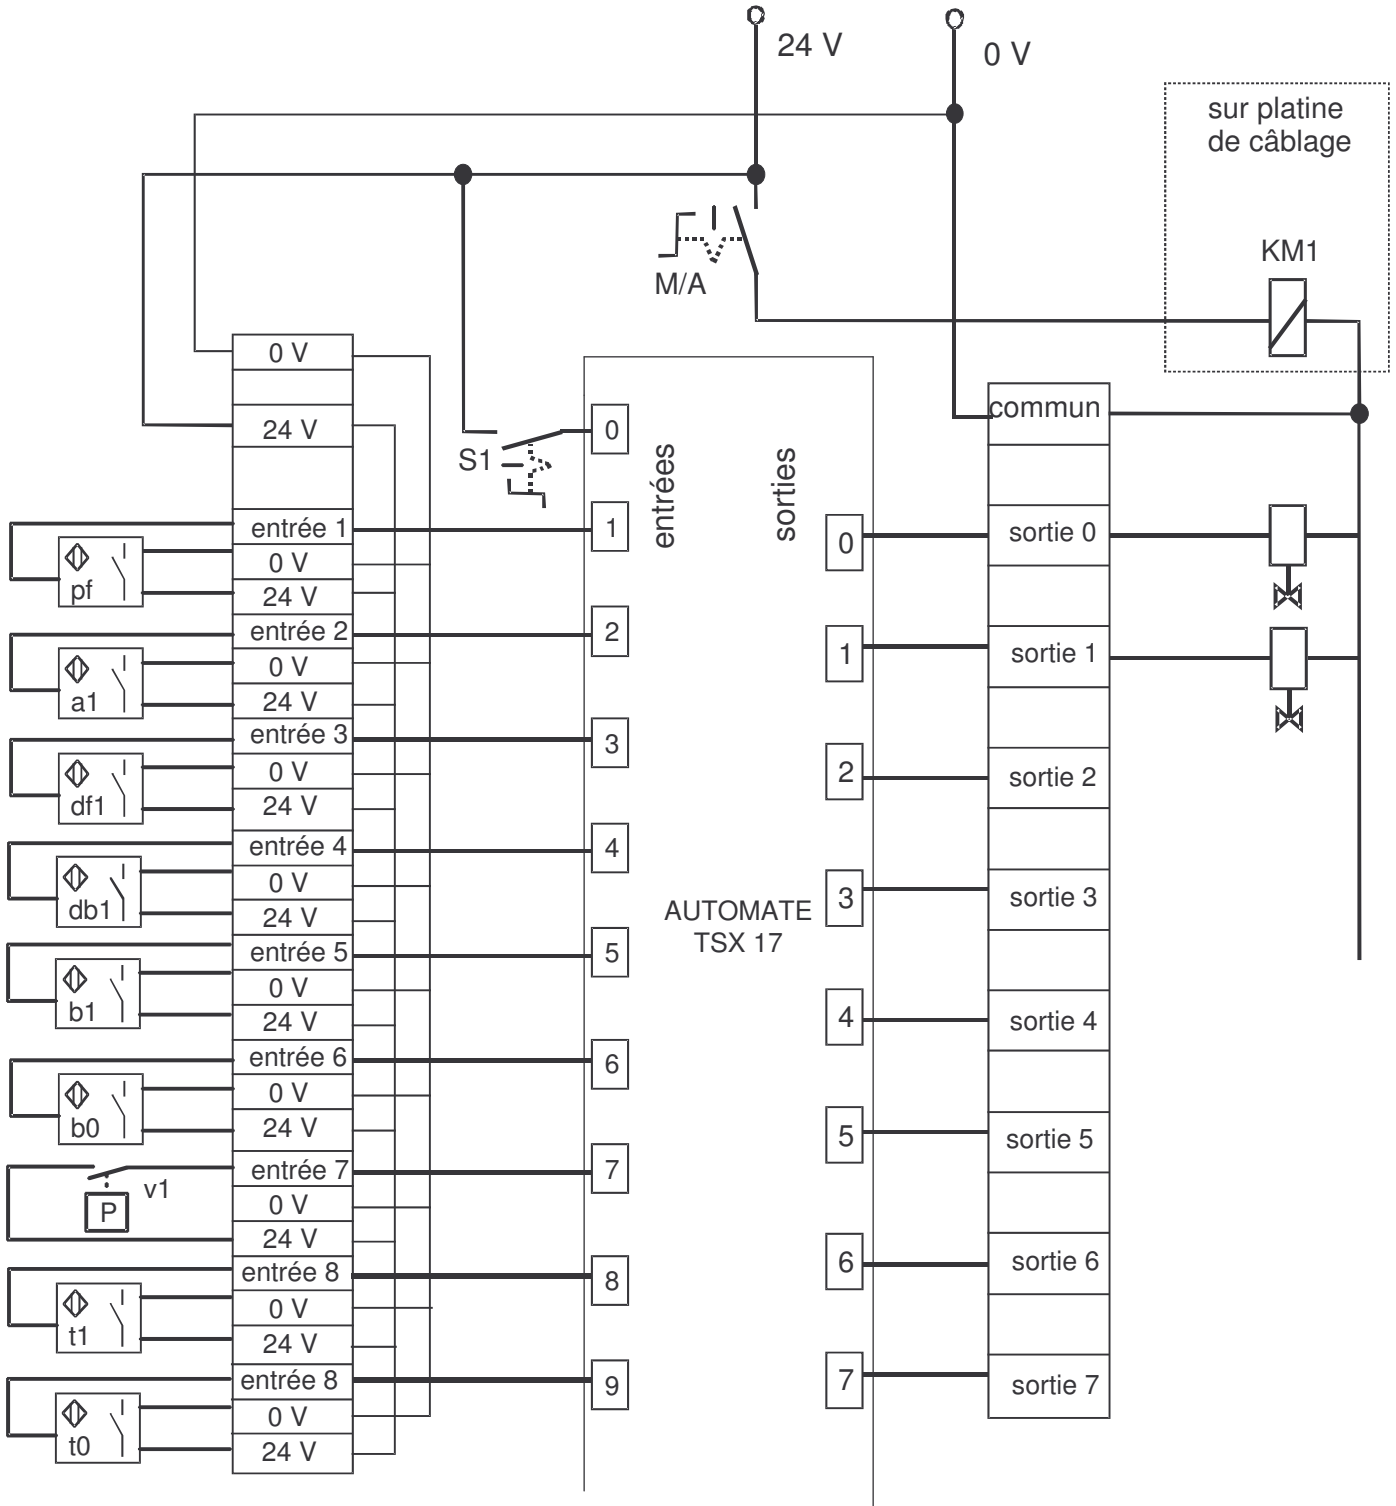 24 V
0 V
sur platine
de câblage
KM1
M/A
S1
0 V
24 V
entrée 1
0 V
24 V
entrée 2
0 V
24 V
entrée 3
0 V
24 V
entrée 4
0 V
24 V
entrée 5
0 V
24 V
entrée 6
0 V
24 V
entrée 7
0 V
24 V
entrée 8
0 V
24 V
entrée 8
0 V
24 V
pf
a1
df1
db1
b1
b0
v1
P
t1
t0
0
1
2
3
4
5
6
7
8
9
entrées
sorties
AUTOMATE
TSX 17
0
1
2
3
4
5
6
7
commun
sortie 0
sortie 1
sortie 2
sortie 3
sortie 4
sortie 5
sortie 6
sortie 7